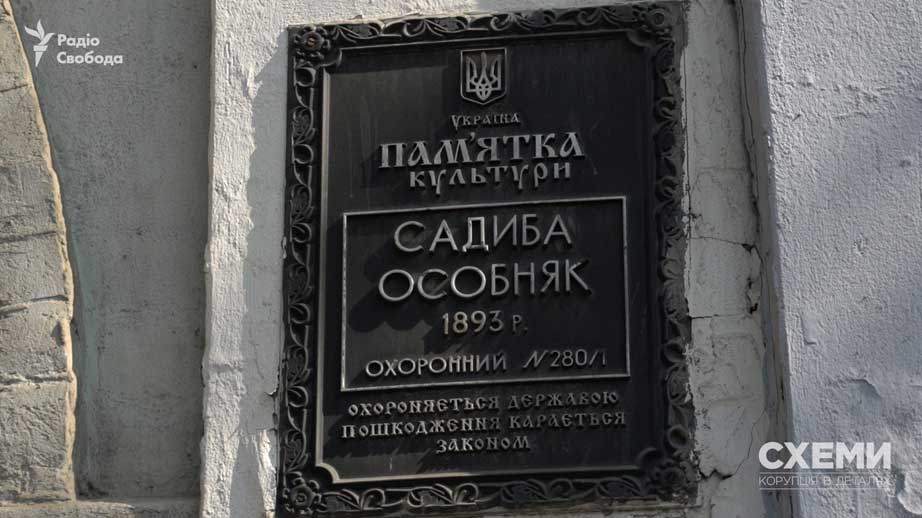 Радіо
Свобода
Україна
ПАМ'ЯТКА
КУЛЬТУРИ
САДИБА
ОСОБНЯК
1893 р.
ОХОРОННИЙ №280/1
ОХОРОНЯЄТЬСЯ ДЕРЖАВОЮ
ПОШКОДЖЕННЯ КАРАЄТЬСЯ
ЗАКОНОМ
СХЕМИ
КОРУПЦІЯ В ДЕТАЛЯХ